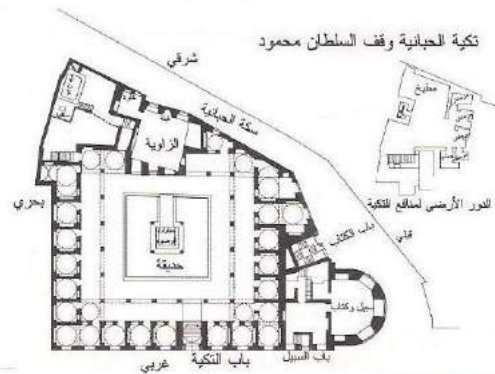 تكية الحبانية وقف السلطان محمود
شرقي
سكة الحبانية
مطبخ
الزاوية
الدور الأرضي لمنافع التكية
بحري
قبلي
باب الكتاب
حديقة
سبيل وكتاب
باب السبيل
باب التكية
غربي